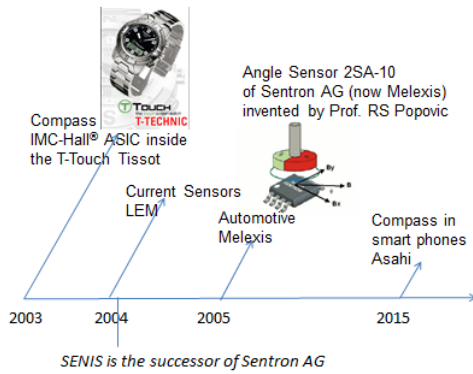 TOUCH
T-TECHNIC
Compass
IMC-Hall® ASIC inside
the T-Touch Tissot
Angle Sensor 2SA-10
of Sentron AG (now Melexis)
invented by Prof. RS Popovic
By
B
Bx
Current Sensors
LEM
Automotive
Melexis
Compass in
smart phones
Asahi
2003
2004
2005
2015
SENIS is the successor of Sentron AG